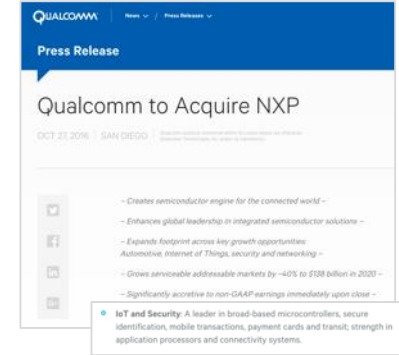 QUALCOMM
News / Press Releases
Press Release
Qualcomm to Acquire NXP
OCT 27, 2016 | SAN DIEGO
– Creates semiconductor engine for the connected world –
– Enhances global leadership in integrated semiconductor solutions –
– Expands footprint across key growth opportunities:
Automotive, Internet of Things, security and networking –
– Grows serviceable addressable markets by ~40% to $138 billion in 2020 –
– Significantly accretive to non-GAAP earnings immediately upon close –
IoT and Security: A leader in broad-based microcontrollers, secure
identification, mobile transactions, payment cards and transit; strength in
application processors and connectivity systems.